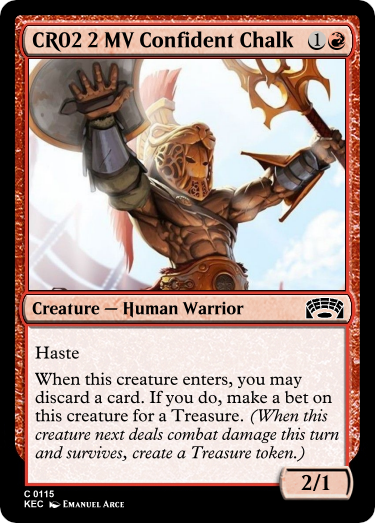 CR02 2 MV Confident Chalk 1
Creature — Human Warrior
Haste
When this creature enters, you may
discard a card. If you do, make a bet on
this creature for a Treasure. (When this
creature next deals combat damage this turn
and survives, create a Treasure token.)
2/1
C 0115
KEC Emanuel Arce